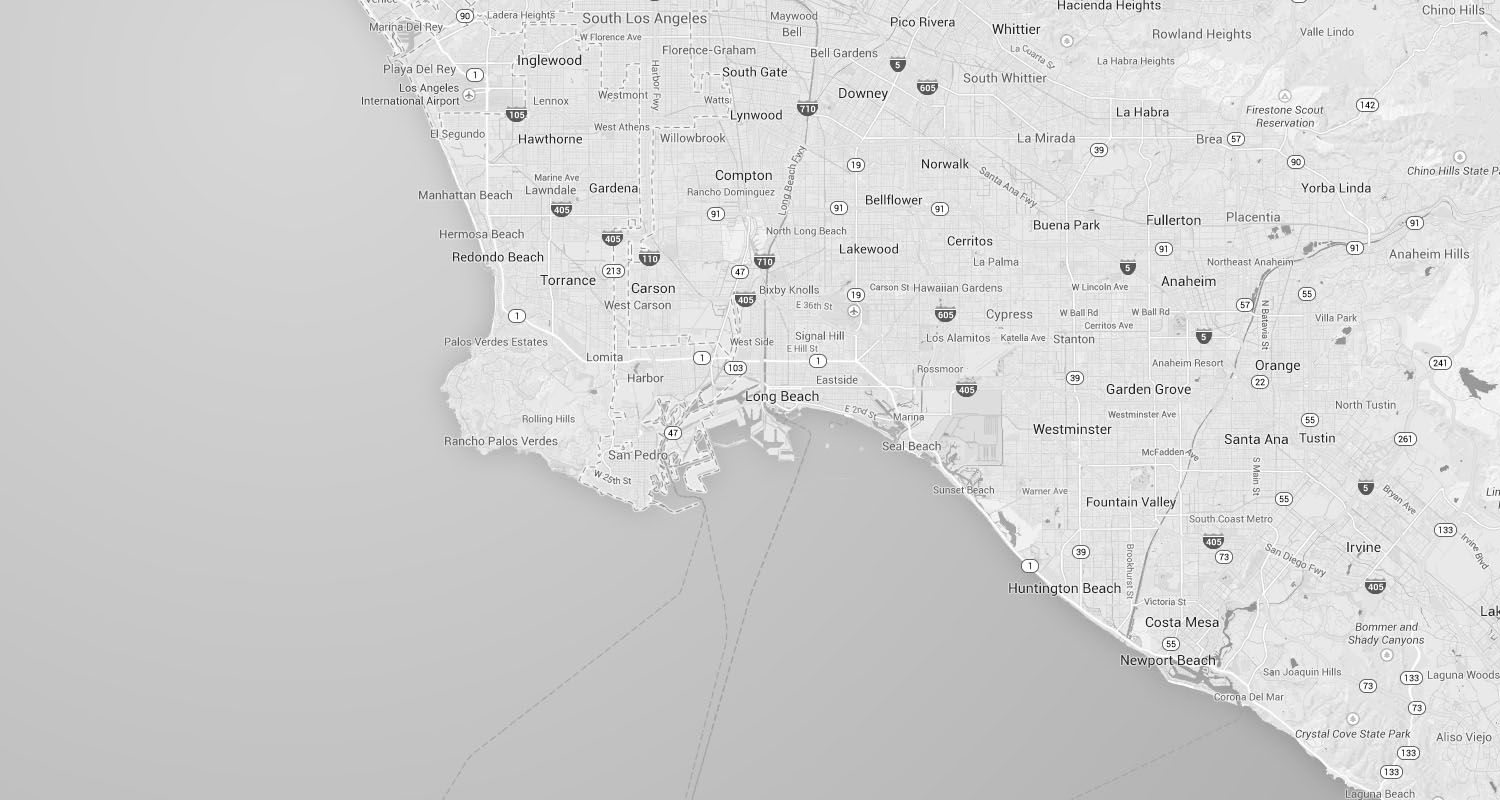 Venice
90
Ladera Heights
South Los Angeles
Maywood
Bell
Pico Rivera
Hacienda Heights
Chino Hills
Marina Del Rey
W Florence Ave
Florence-Graham
Bell Gardens
Whittier
La Cuarta St
Rowland Heights
Valle Lindo
La Habra Heights
Inglewood
Playa Del Rey
1
Harbor Fwy
South Gate
5
South Whittier
605
Los Angeles
International Airport
Lennox
Westmont
Watts
710
Downey
Firestone Scout
Reservation
142
105
Lynwood
La Habra
El Segundo
Hawthorne
West Athens
Willowbrook
La Mirada
Brea
57
39
Long Beach Fwy
19
Norwalk
90
Chino Hills State P
Marine Ave
Compton
Santa Ana Fwy
Manhattan Beach
Lawndale
Gardena
Rancho Dominguez
Yorba Linda
Bellflower
405
91
91
91
Placentia
Fullerton
Buena Park
91
Hermosa Beach
405
North Long Beach
Cerritos
Lakewood
91
91
Anaheim Hills
Redondo Beach
110
710
La Palma
Northeast Anaheim
213
47
5
Torrance
Carson
Bixby Knolls
Carson St
Hawaiian Gardens
W Lincoln Ave
Anaheim
405
19
55
West Carson
E 36th St
57
N Batavia St
1
605
Cypress
W Ball Rd
W Ball Rd
Villa Park
Cerritos Ave
Palos Verdes Estates
West Side
Signal Hill
E Hill St
Los Alamitos
Katella Ave
Stanton
5
Lomita
1
103
1
Rossmoor
Anaheim Resort
Orange
241
Harbor
Eastside
39
22
405
Garden Grove
Long Beach
E 2nd St
Marina
Westminster Ave
North Tustin
Rolling Hills
55
Rancho Palos Verdes
47
Westminster
Santa Ana
Tustin
261
San Pedro
Seal Beach
McFadden Ave
W 25th St
S Main St
Sunset Beach
Warner Ave
5
Bryan Ave
Fountain Valley
55
South Coast Metro
133
Irvine Blvd
405
39
73
San Diego Fwy
Irvine
1
Brookhurst St
Huntington Beach
405
Victoria St
Lak
Costa Mesa
Bommer and
Shady Canyons
55
Newport Beach
San Joaquin Hills
133
Laguna Woods
73
Corona Del Mar
73
Crystal Cove State Park
Aliso Viejo
133
133
Laguna Beach